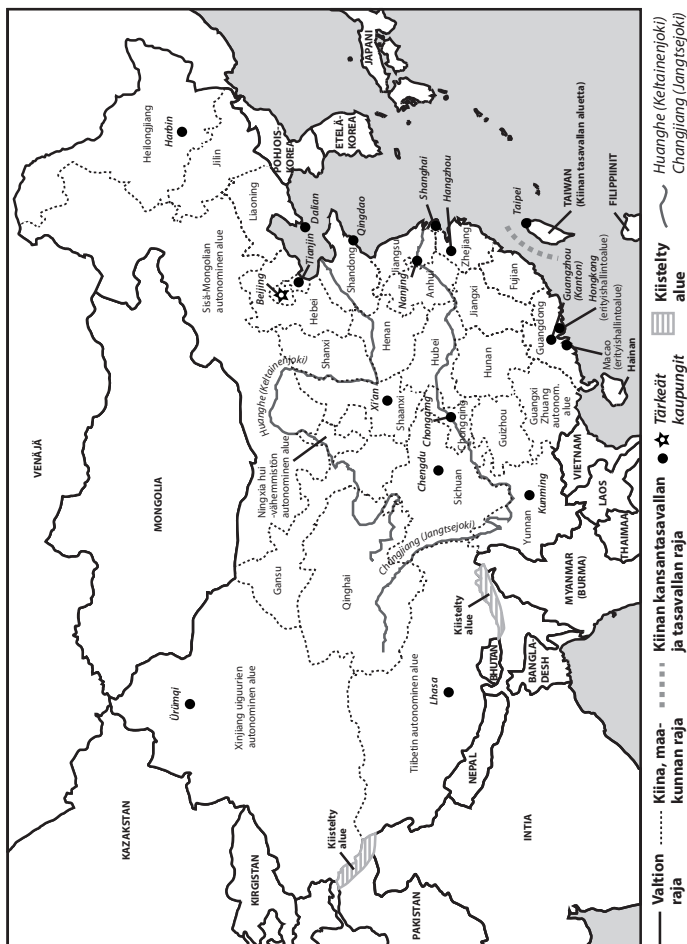 VENÄJÄ
KAZAKSTAN
MONGOLIA
KIRGISTAN
PAKISTAN
INTIA
NEPAL
BHUTAN
BANGLA-
DESH
MYANMAR
(BURMA)
THAIMAA
LAOS
VIETNAM
FILIPPIINIT
TAIWAN
(Kiinan tasavallan aluetta)
Taipei
JAPANI
POHJOIS-
KOREA
ETELÄ-
KOREA
Heilongjiang
Harbin
Jilin
Liaoning
Dalian
Sisä-Mongolian
autonominen alue
Beijing
Tianjin
Hebei
Shandong
Qingdao
Shanxi
Huanghe (Keltainenjoki)
Ningxia hui
-vähemmistön
autonominen alue
Gansu
Qinghai
Xinjiang uiguurien
autonominen alue
Ürümqi
Kiistelty
alue
Tiibetin autonominen alue
Lhasa
Kiistelty
alue
Changjiang (Jangtsejoki)
Xi'an
Shaanxi
Henan
Jiangsu
Nanjing
Anhui
Shanghai
Hangzhou
Zhejiang
Hubei
Chongqing
Chongqing
Chengdu
Sichuan
Yunnan
Kunming
Guizhou
Hunan
Jiangxi
Fujian
Guangxi
Zhuang
autonom.
alue
Guangdong
Guangzhou
(Kanton)
Hongkong
(erityishallintoalue)
Macao
(erityishallintoalue)
Hainan
Valtion
raja
Kiina, maa-
kunnan raja
Kiinan kansantasavallan
ja tasavallan raja
Tärkeät
kaupungit
Kiistelty
alue
Huanghe (Keltainenjoki)
Changjiang (Jangtsejoki)